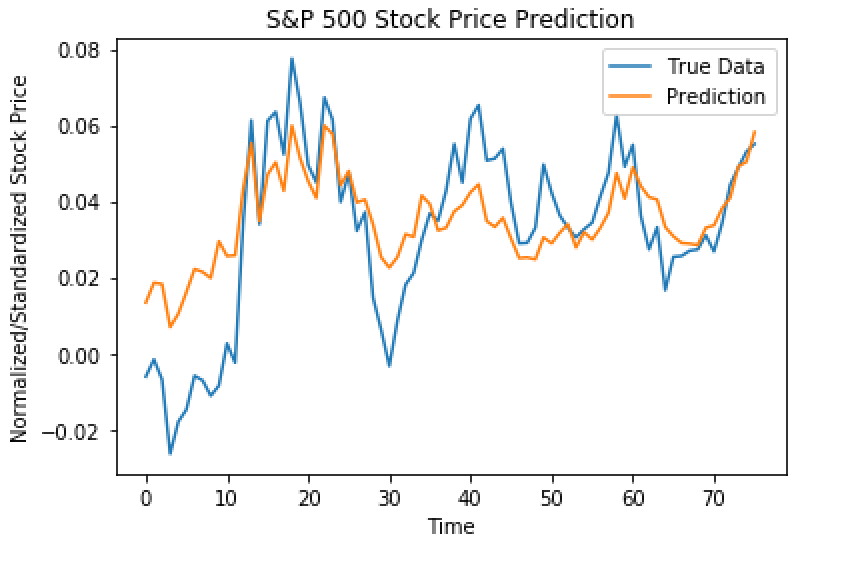 S&P 500 Stock Price Prediction
True Data
Prediction
Normalized/Standardized Stock Price
0.08
0.06
0.04
0.02
0.00
−0.02
0 10 20 30 40 50 60 70
Time